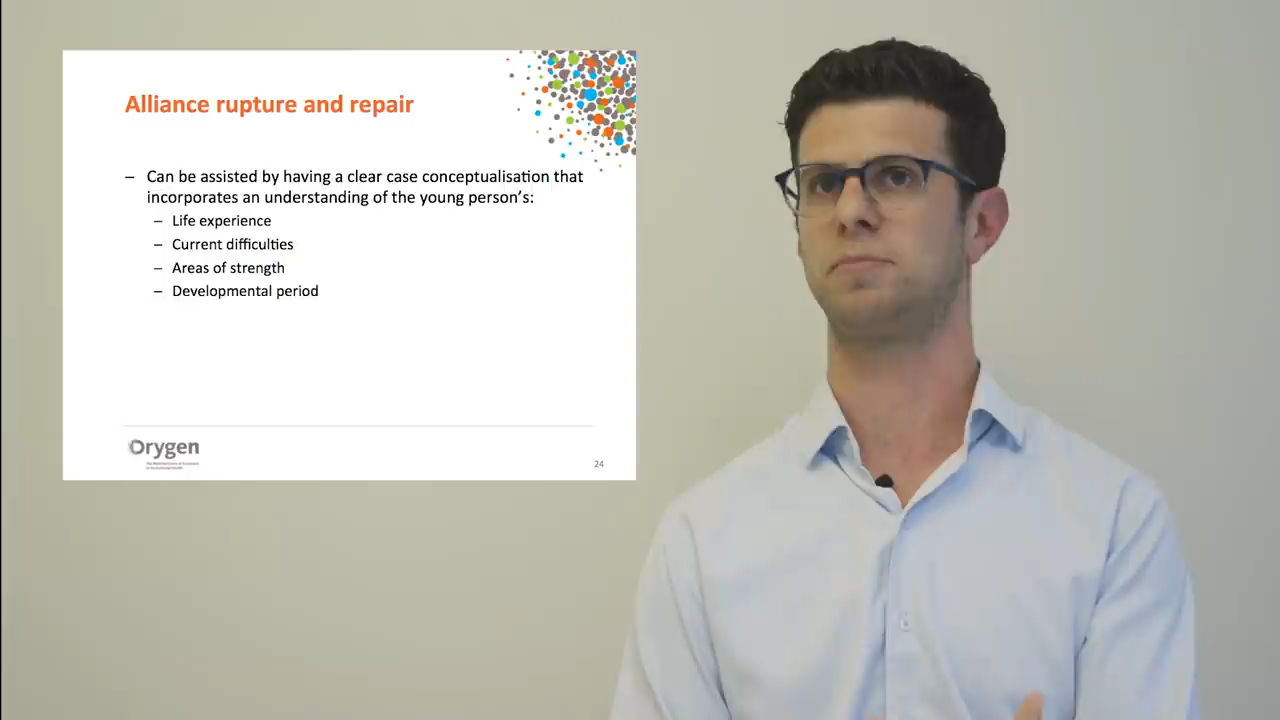 Alliance rupture and repair
– Can be assisted by having a clear case conceptualisation that
incorporates an understanding of the young person's:
– Life experience
– Current difficulties
– Areas of strength
– Developmental period
Orygen
24